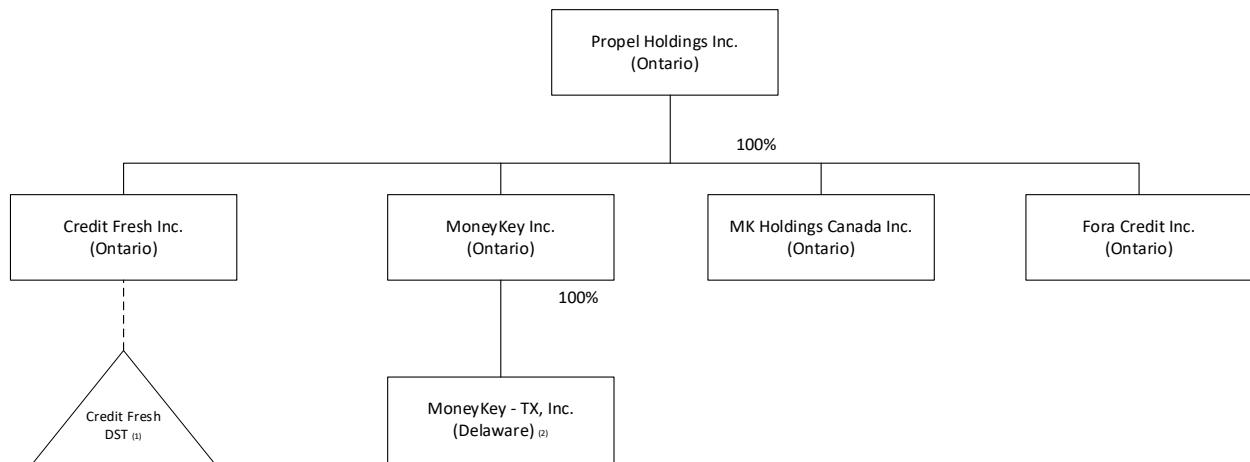 Propel Holdings Inc.
(Ontario)
100%
Credit Fresh Inc.
(Ontario)
MoneyKey Inc.
(Ontario)
MK Holdings Canada Inc.
(Ontario)
Fora Credit Inc.
(Ontario)
100%
Credit Fresh
DST (1)
MoneyKey - TX, Inc.
(Delaware) (2)